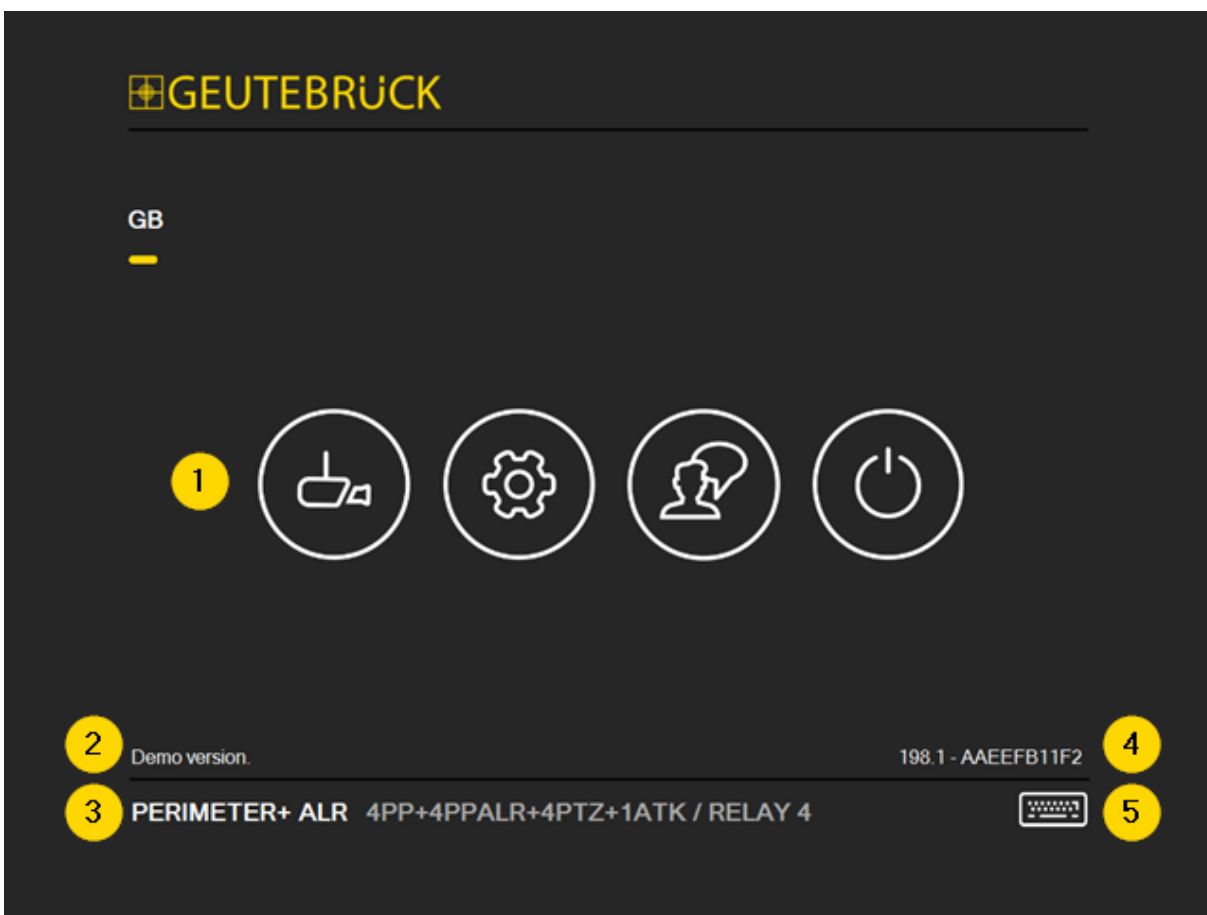 GEUTEBRÜCK
GB
1
2
Demo version.
198.1 - AAEEFB11F2
4
3
PERIMETER+ ALR 4PP+4PPALR+4PTZ+1ATK / RELAY 4
5